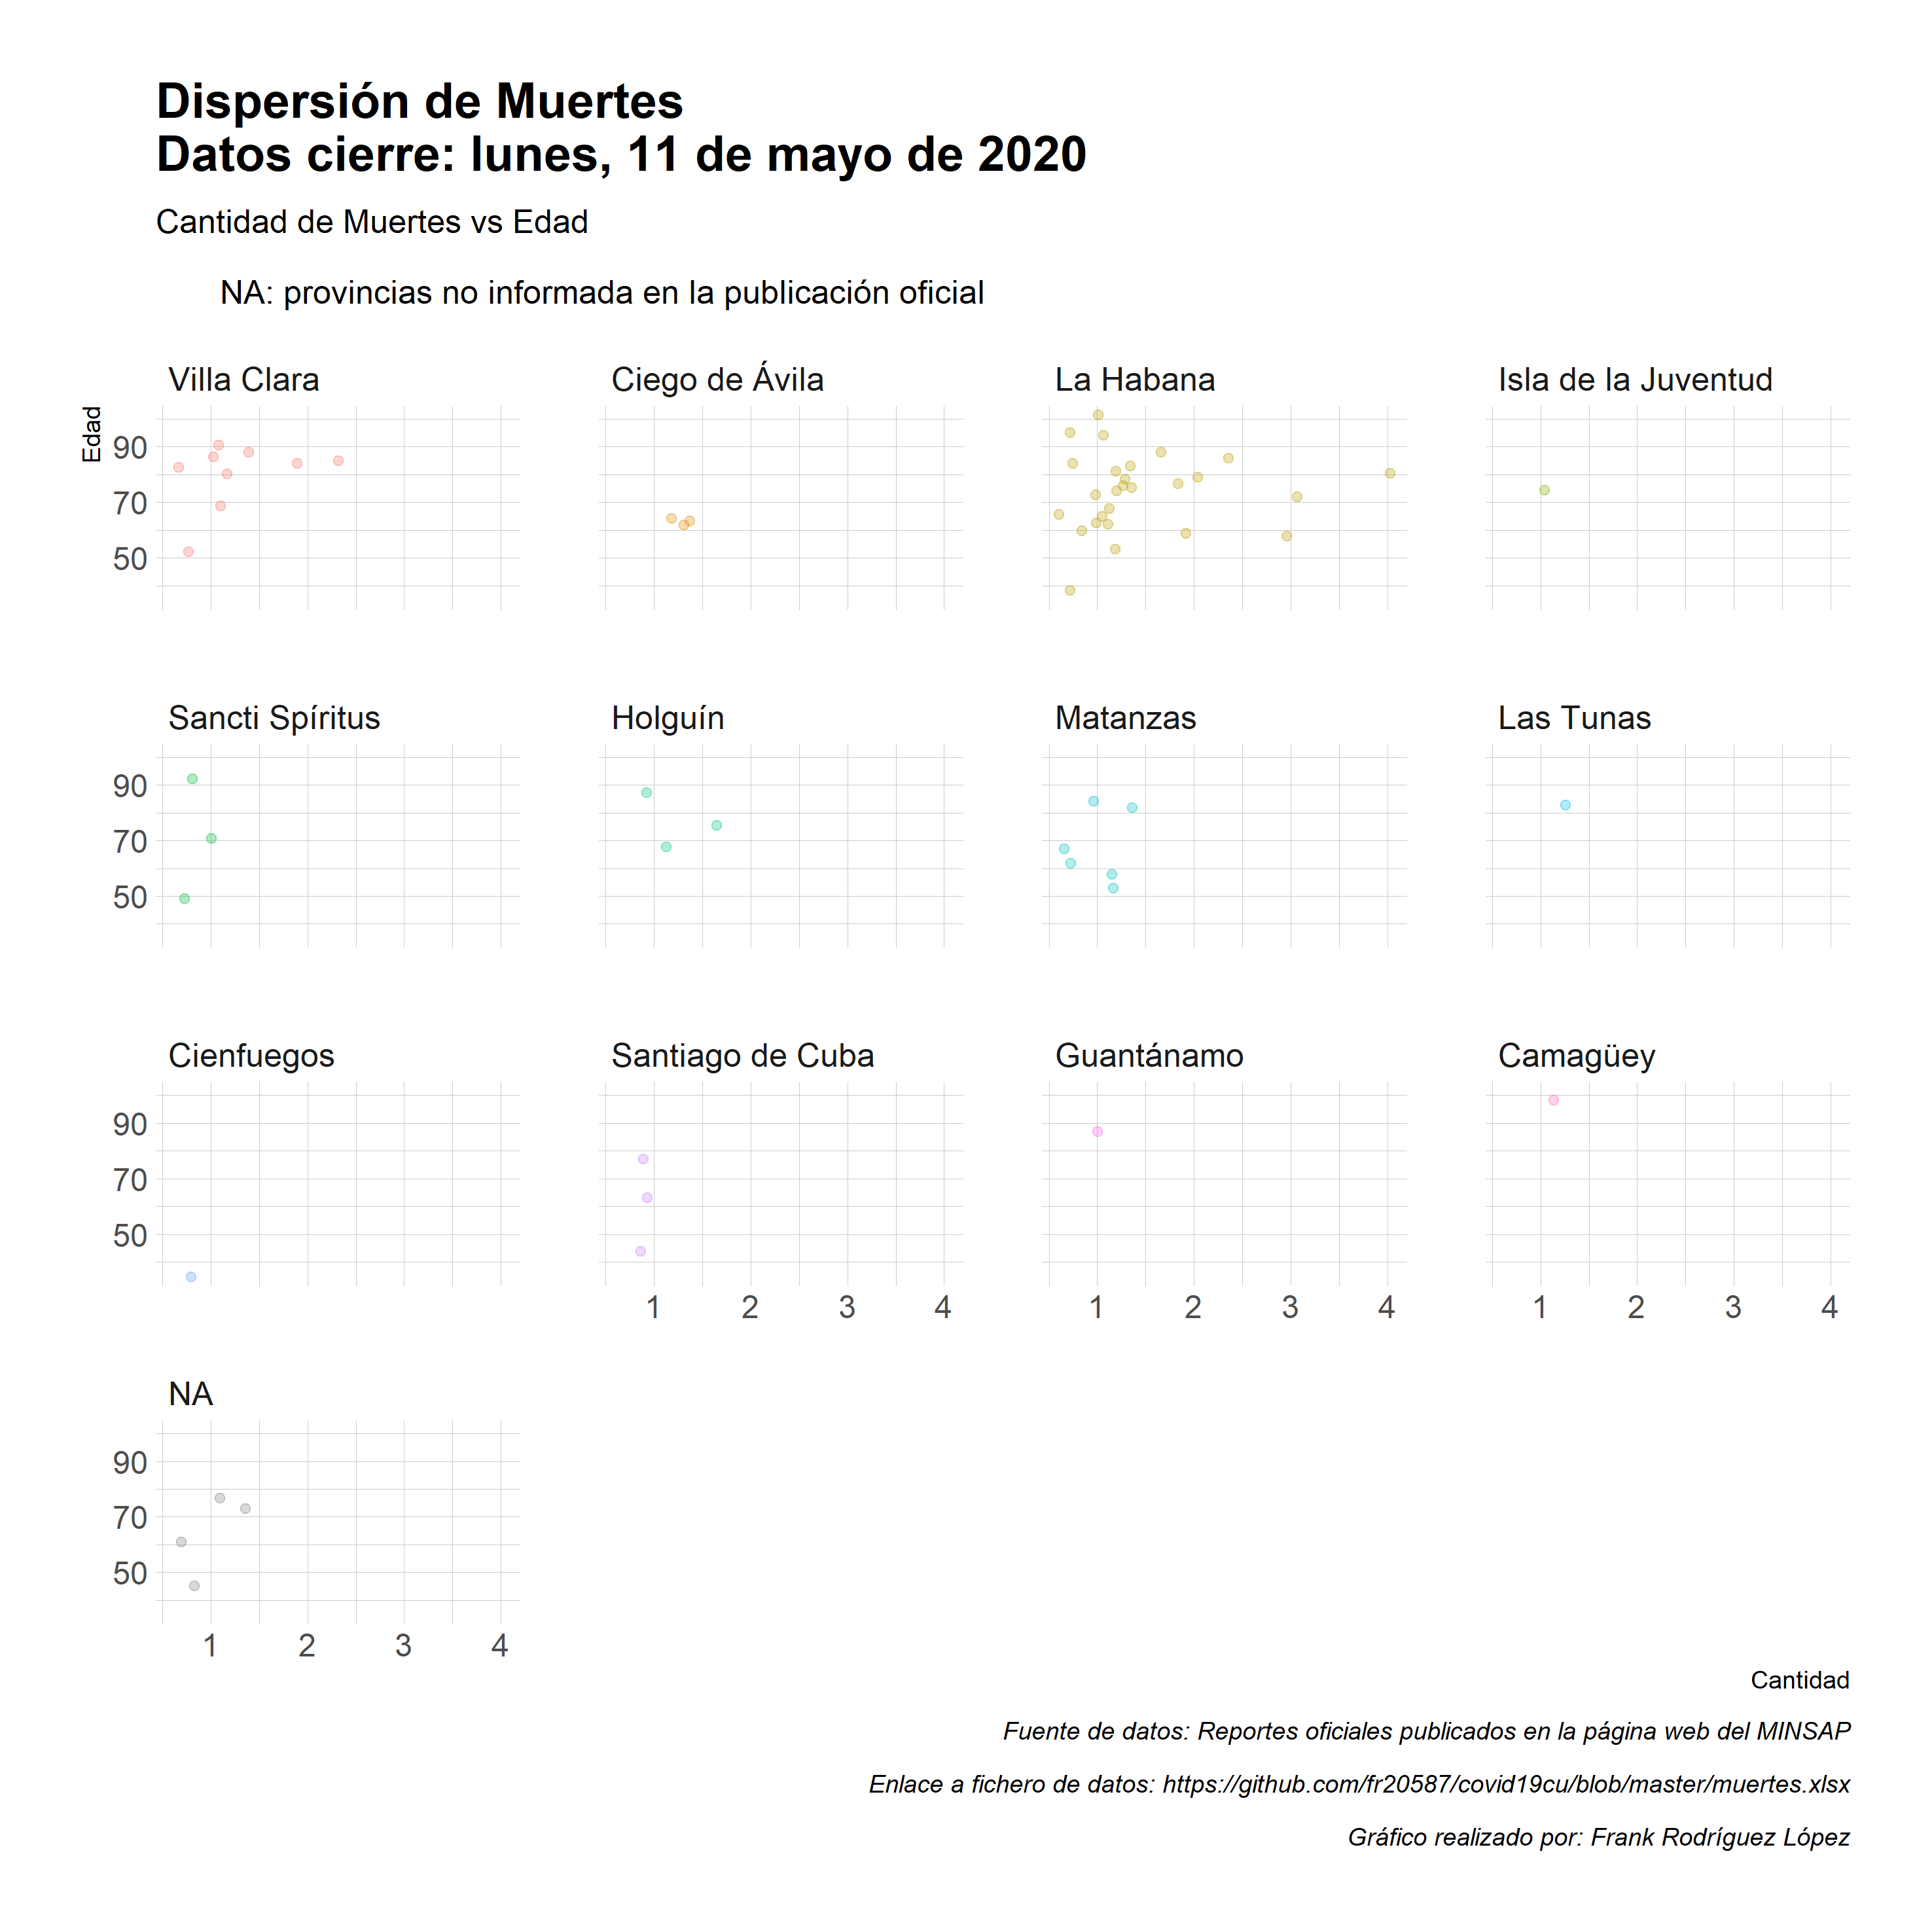 Dispersión de Muertes
Datos cierre: lunes, 11 de mayo de 2020
Cantidad de Muertes vs Edad
NA: provincias no informada en la publicación oficial
Villa Clara
Ciego de Ávila
La Habana
Isla de la Juventud
Edad
90
70
50
Sancti Spíritus
Holguín
Matanzas
Las Tunas
90
70
50
Cienfuegos
Santiago de Cuba
Guantánamo
Camagüey
90
70
50
1 2 3 4
1 2 3 4
1 2 3 4
NA
90
70
50
1 2 3 4
Cantidad
Fuente de datos: Reportes oficiales publicados en la página web del MINSAP
Enlace a fichero de datos: https://github.com/fr20587/covid19cu/blob/master/muertes.xlsx
Gráfico realizado por: Frank Rodríguez López